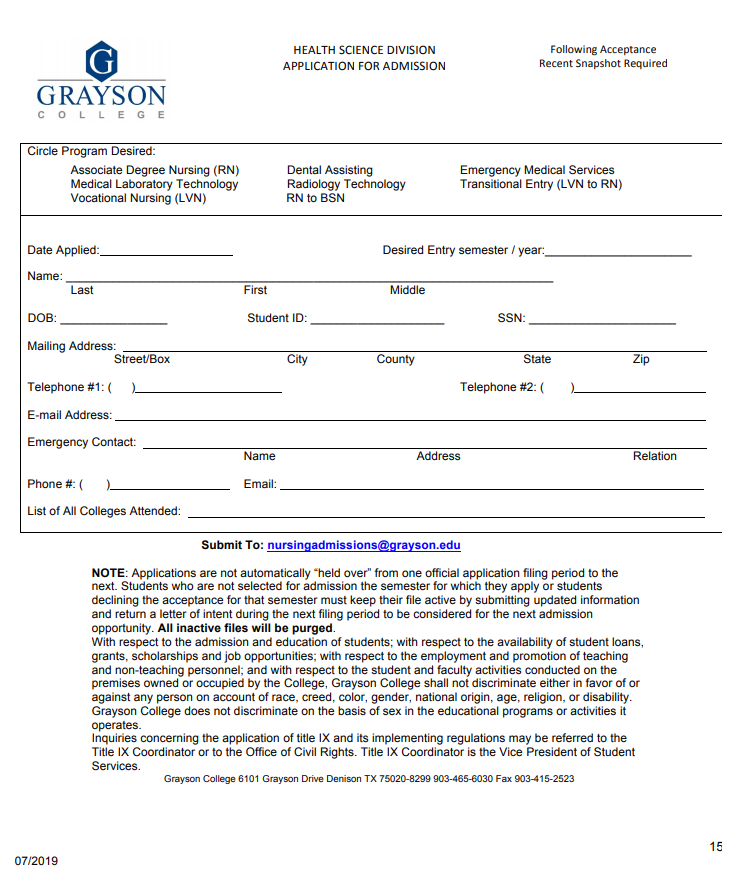 G
GRAYSON
COLLEGE
HEALTH SCIENCE DIVISION
APPLICATION FOR ADMISSION
Following Acceptance
Recent Snapshot Required
Circle Program Desired:
Associate Degree Nursing (RN) Dental Assisting Emergency Medical Services
Medical Laboratory Technology Radiology Technology Transitional Entry (LVN to RN)
Vocational Nursing (LVN) RN to BSN
Date Applied:____________________ Desired Entry semester / year:______________________
Name: _________________________________________________________________________
Last First Middle
DOB: ________________ Student ID: ____________________ SSN: ______________________
Mailing Address: ________________________________________________________________
Street/Box City County State Zip
Telephone #1: ( )______________________ Telephone #2: ( )____________________
E-mail Address: ________________________________________________________________
Emergency Contact: ________________________________________________________________
Name Address Relation
Phone #: ( )__________________ Email: ________________________________________________
List of All Colleges Attended: ________________________________________________________
Submit To: nursingadmissions@grayson.edu
NOTE: Applications are not automatically “held over” from one official application filing period to the
next. Students who are not selected for admission the semester for which they apply or students
declining the acceptance for that semester must keep their file active by submitting updated information
and return a letter of intent during the next filing period to be considered for the next admission
opportunity. All inactive files will be purged.
With respect to the admission and education of students; with respect to the availability of student loans,
grants, scholarships and job opportunities; with respect to the employment and promotion of teaching
and non-teaching personnel; and with respect to the student and faculty activities conducted on the
premises owned or occupied by the College, Grayson College shall not discriminate either in favor of or
against any person on account of race, creed, color, gender, national origin, age, religion, or disability.
Grayson College does not discriminate on the basis of sex in the educational programs or activities it
operates.
Inquiries concerning the application of title IX and its implementing regulations may be referred to the
Title IX Coordinator or to the Office of Civil Rights. Title IX Coordinator is the Vice President of Student
Services.
Grayson College 6101 Grayson Drive Denison TX 75020-8299 903-465-6030 Fax 903-415-2523
15
07/2019